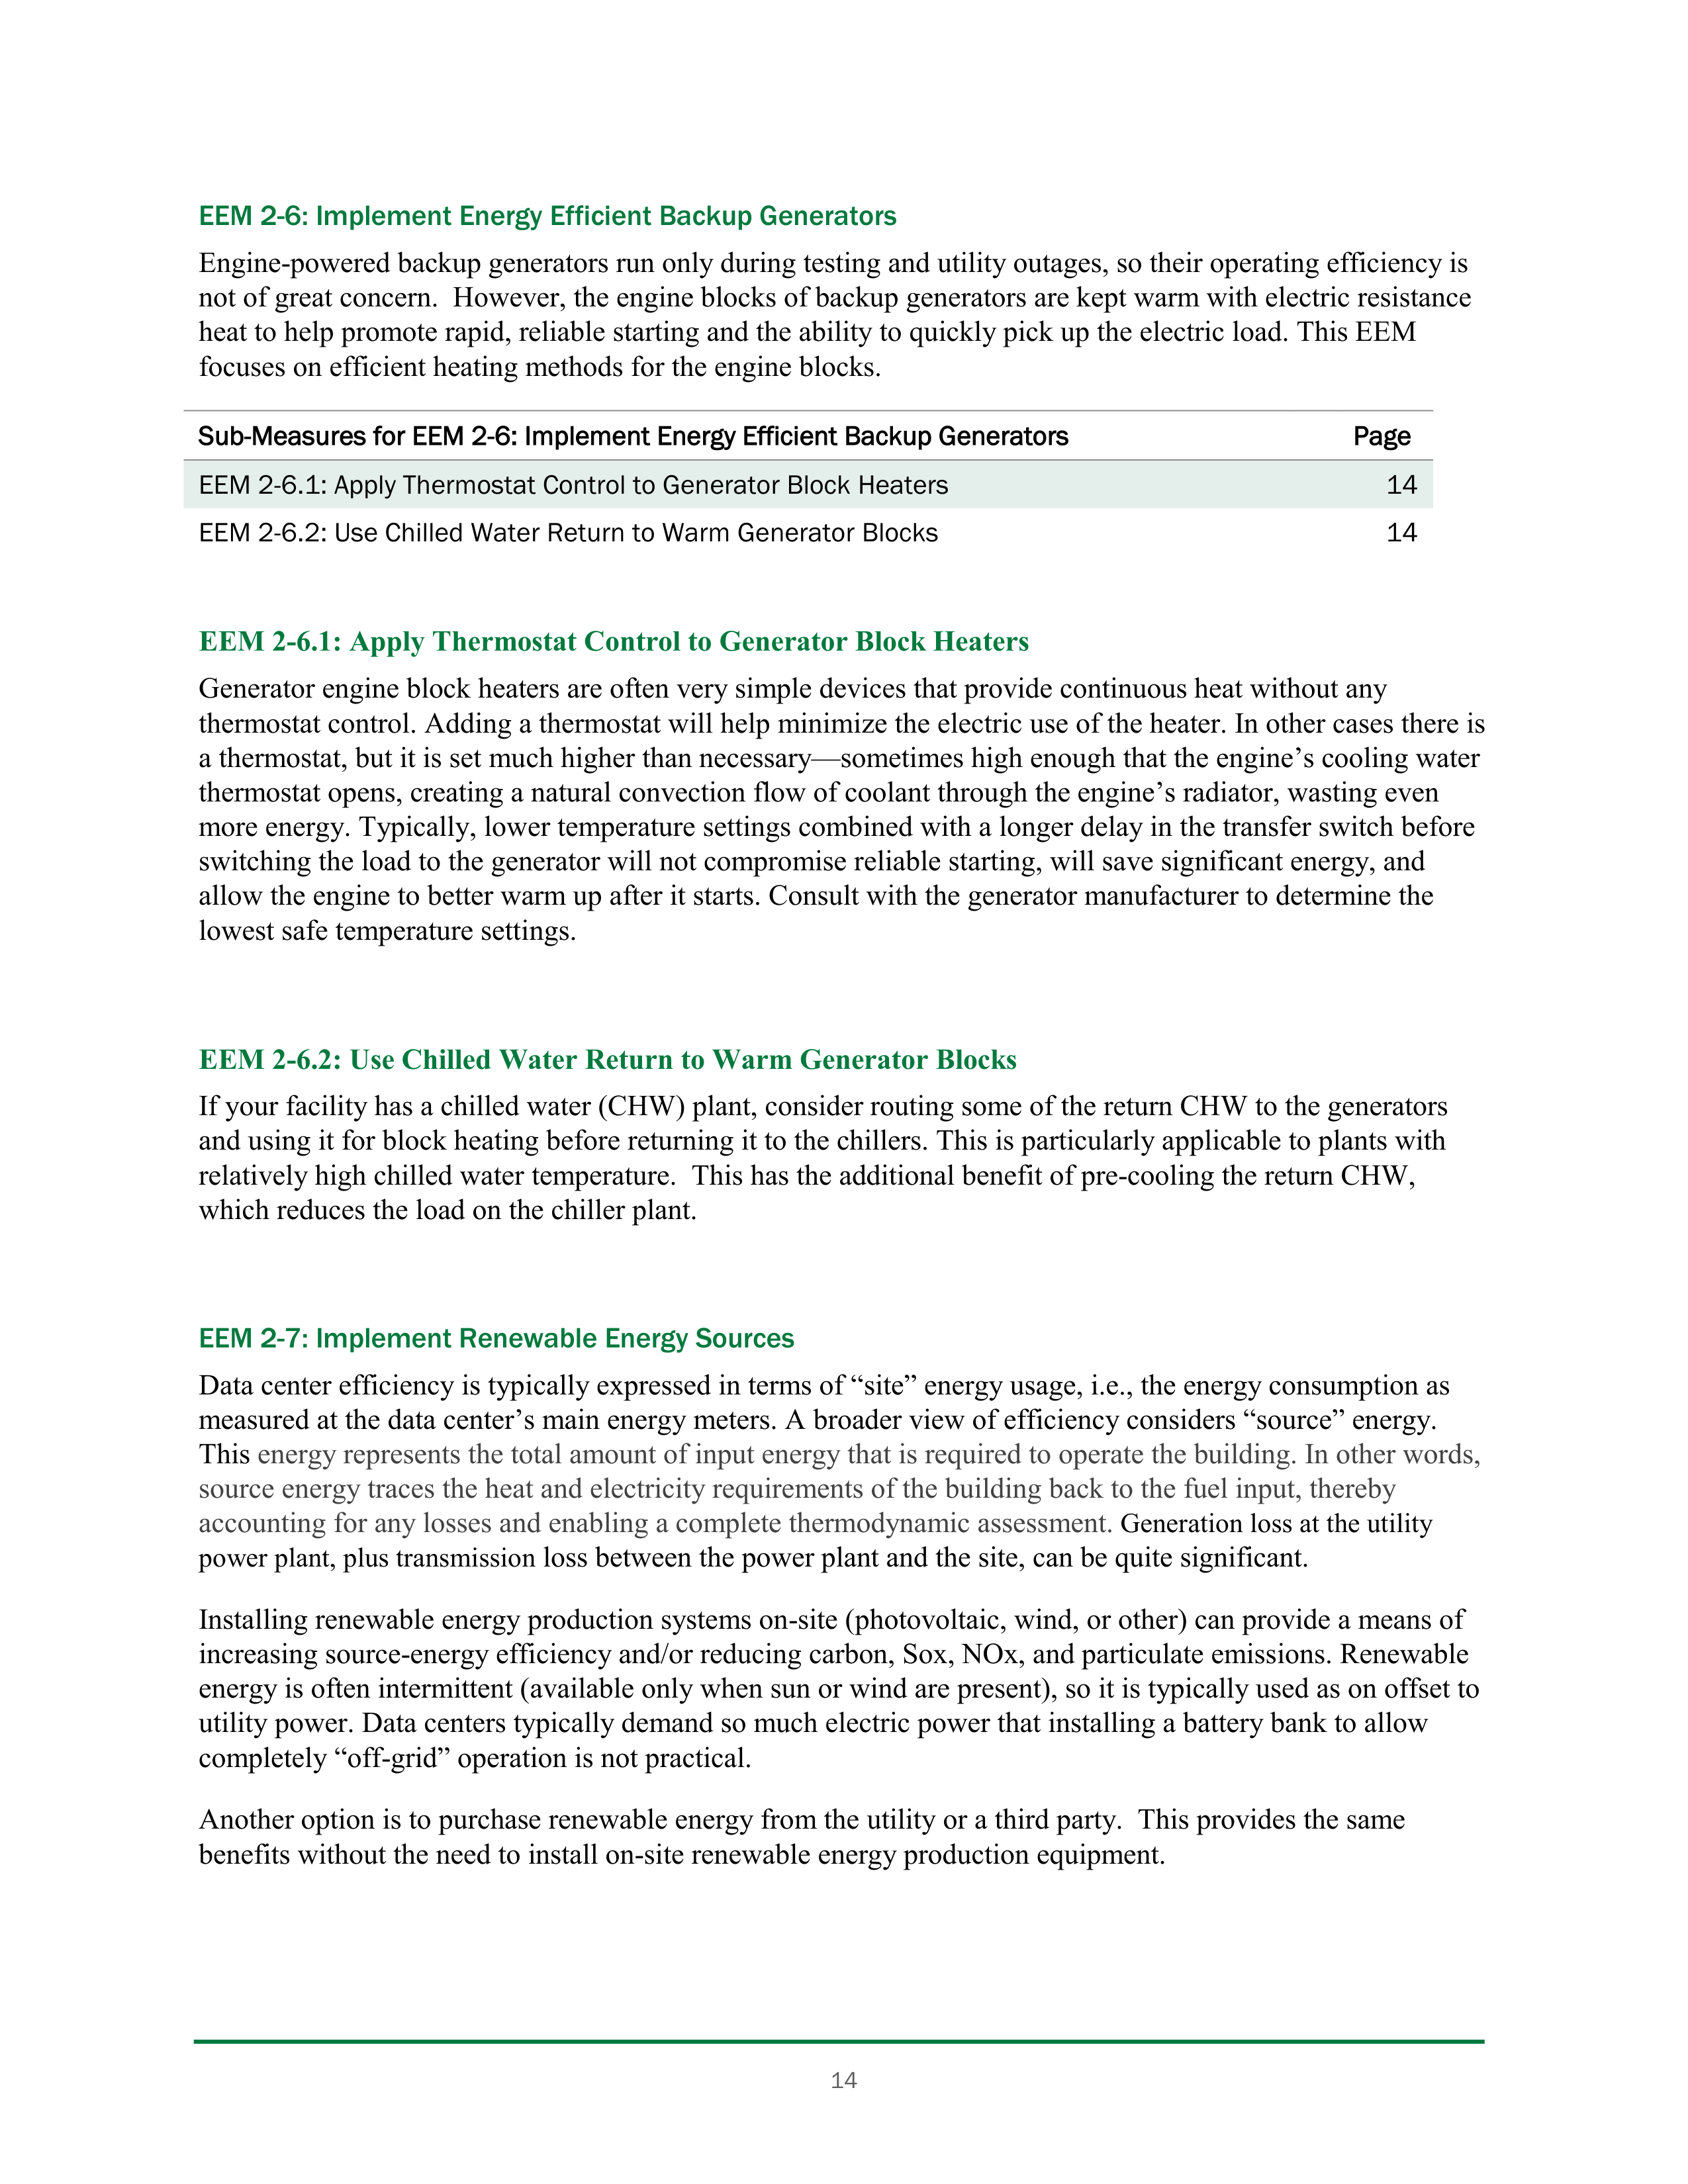 EEM 2-6: Implement Energy Efficient Backup Generators
Engine-powered backup generators run only during testing and utility outages, so their operating efficiency is
not of great concern.  However, the engine blocks of backup generators are kept warm with electric resistance
heat to help promote rapid, reliable starting and the ability to quickly pick up the electric load. This EEM
focuses on efficient heating methods for the engine blocks.
Sub-Measures for EEM 2-6: Implement Energy Efficient Backup Generators Page
EEM 2-6.1: Apply Thermostat Control to Generator Block Heaters 14
EEM 2-6.2: Use Chilled Water Return to Warm Generator Blocks 14
EEM 2-6.1: Apply Thermostat Control to Generator Block Heaters
Generator engine block heaters are often very simple devices that provide continuous heat without any
thermostat control. Adding a thermostat will help minimize the electric use of the heater. In other cases there is
a thermostat, but it is set much higher than necessary—sometimes high enough that the engine’s cooling water
thermostat opens, creating a natural convection flow of coolant through the engine’s radiator, wasting even
more energy. Typically, lower temperature settings combined with a longer delay in the transfer switch before
switching the load to the generator will not compromise reliable starting, will save significant energy, and
allow the engine to better warm up after it starts. Consult with the generator manufacturer to determine the
lowest safe temperature settings.
EEM 2-6.2: Use Chilled Water Return to Warm Generator Blocks
If your facility has a chilled water (CHW) plant, consider routing some of the return CHW to the generators
and using it for block heating before returning it to the chillers. This is particularly applicable to plants with
relatively high chilled water temperature.  This has the additional benefit of pre-cooling the return CHW,
which reduces the load on the chiller plant.
EEM 2-7: Implement Renewable Energy Sources
Data center efficiency is typically expressed in terms of “site” energy usage, i.e., the energy consumption as
measured at the data center’s main energy meters. A broader view of efficiency considers “source” energy.
This energy represents the total amount of input energy that is required to operate the building. In other words,
source energy traces the heat and electricity requirements of the building back to the fuel input, thereby
accounting for any losses and enabling a complete thermodynamic assessment. Generation loss at the utility
power plant, plus transmission loss between the power plant and the site, can be quite significant.
Installing renewable energy production systems on-site (photovoltaic, wind, or other) can provide a means of
increasing source-energy efficiency and/or reducing carbon, Sox, NOx, and particulate emissions. Renewable
energy is often intermittent (available only when sun or wind are present), so it is typically used as on offset to
utility power. Data centers typically demand so much electric power that installing a battery bank to allow
completely “off-grid” operation is not practical.
Another option is to purchase renewable energy from the utility or a third party.  This provides the same
benefits without the need to install on-site renewable energy production equipment.
14